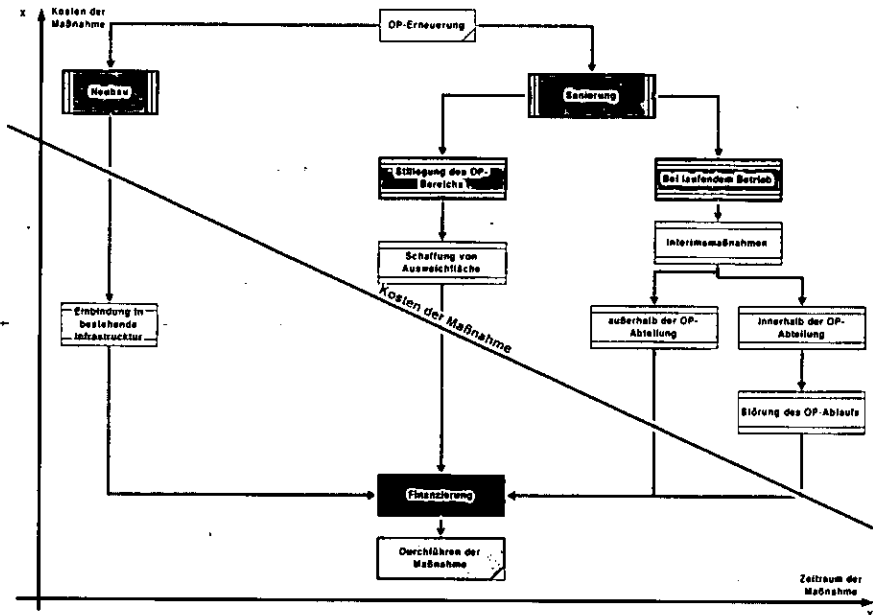 x
Kosten der
Maßnahme
OP-Erneuerung
Neubau
Sanierung
Stillegung des OP-
Bereichs
Bei laufendem Betrieb
Schaffung von
Ausweichfläche
Interimsmaßnahmen
Einbindung in
bestehende
Infrastrucktur
Kosten der Maßnahme
außerhalb der OP-
Abteilung
innerhalb der OP-
Abteilung
Störung des OP-Ablaufs
Finanzierung
Durchführen der
Maßnahme
Zeitraum der
Maßnahme
Y